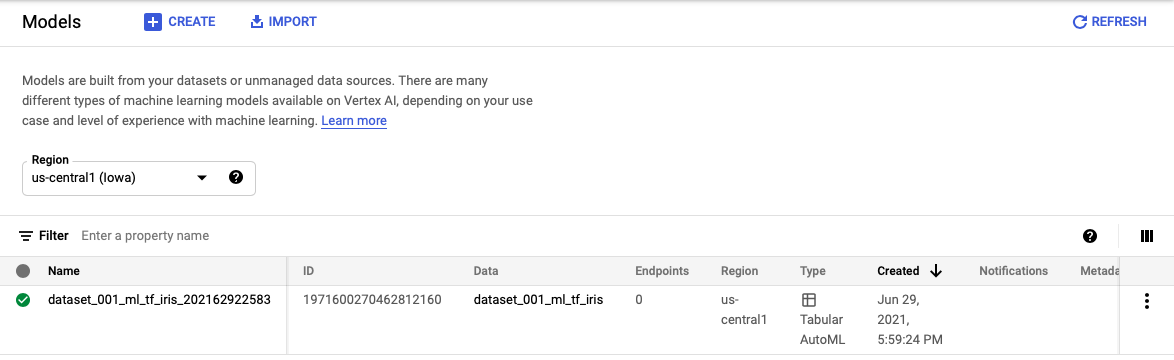 Models CREATE IMPORT REFRESH
Models are built from your datasets or unmanaged data sources. There are many
different types of machine learning models available on Vertex AI, depending on your use
case and level of experience with machine learning. Learn more
Region
us-central1 (Iowa)
Filter Enter a property name
Name ID Data Endpoints Region Type Created Notifications Metada
dataset_001_ml_tf_iris_202162922583 1971600270462812160 dataset_001_ml_tf_iris 0 us- Jun 29,
central1 Tabular 2021,
AutoML 5:59:24 PM